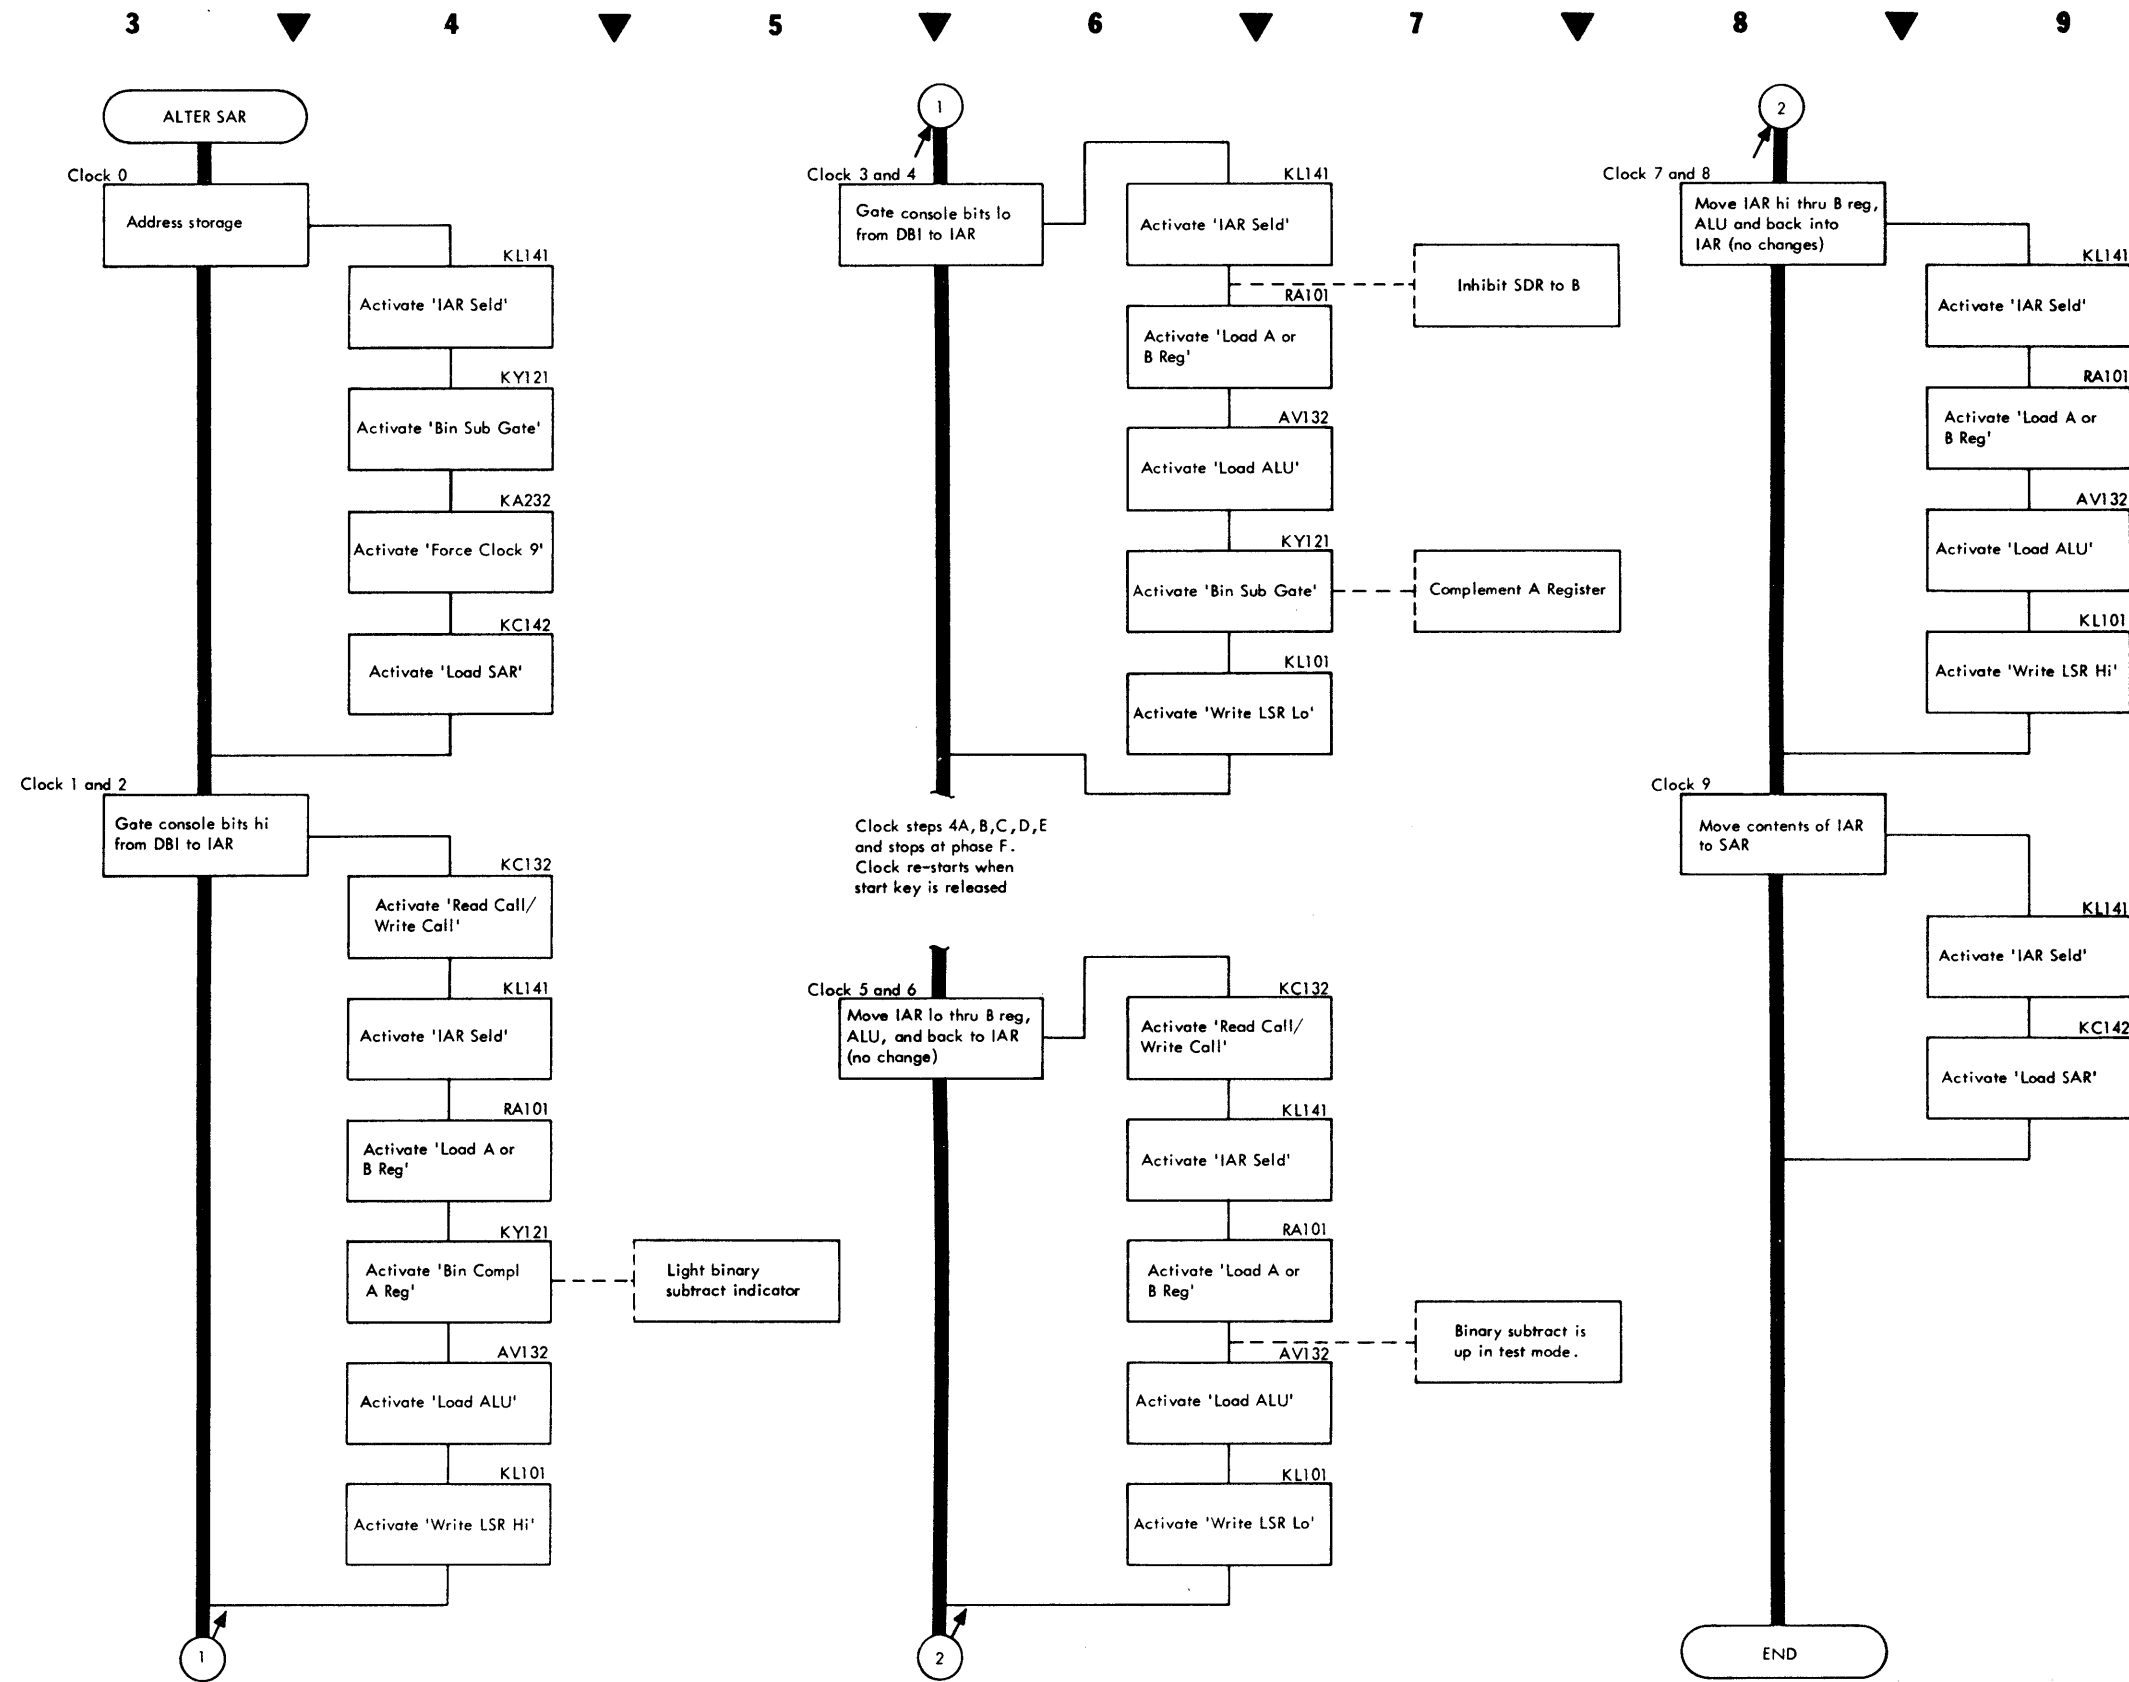 3 4 5 6 7 8 9
ALTER SAR
Clock 0
Address storage
KL141
Activate 'IAR Seld'
KY121
Activate 'Bin Sub Gate'
KA232
Activate 'Force Clock 9'
KC142
Activate 'Load SAR'
Clock 1 and 2
Gate console bits hi
from DBI to IAR
KC132
Activate 'Read Call/
Write Call'
KL141
Activate 'IAR Seld'
RA101
Activate 'Load A or
B Reg'
KY121
Activate 'Bin Compl
A Reg'
Light binary
subtract indicator
AV132
Activate 'Load ALU'
KL101
Activate 'Write LSR Hi'
1
1
Clock 3 and 4
Gate console bits lo
from DBI to IAR
KL141
Activate 'IAR Seld'
Inhibit SDR to B
RA101
Activate 'Load A or
B Reg'
AV132
Activate 'Load ALU'
KY121
Activate 'Bin Sub Gate'
Complement A Register
KL101
Activate 'Write LSR Lo'
Clock steps 4A,B,C,D,E
and stops at phase F.
Clock re-starts when
start key is released
Clock 5 and 6
Move IAR lo thru B reg,
ALU, and back to IAR
(no change)
KC132
Activate 'Read Call/
Write Call'
KL141
Activate 'IAR Seld'
RA101
Activate 'Load A or
B Reg'
Binary subtract is
up in test mode.
AV132
Activate 'Load ALU'
KL101
Activate 'Write LSR Lo'
2
2
Clock 7 and 8
Move IAR hi thru B reg,
ALU and back into
IAR (no changes)
KL141
Activate 'IAR Seld'
RA101
Activate 'Load A or
B Reg'
AV132
Activate 'Load ALU'
KL101
Activate 'Write LSR Hi'
Clock 9
Move contents of IAR
to SAR
KL141
Activate 'IAR Seld'
KC142
Activate 'Load SAR'
END